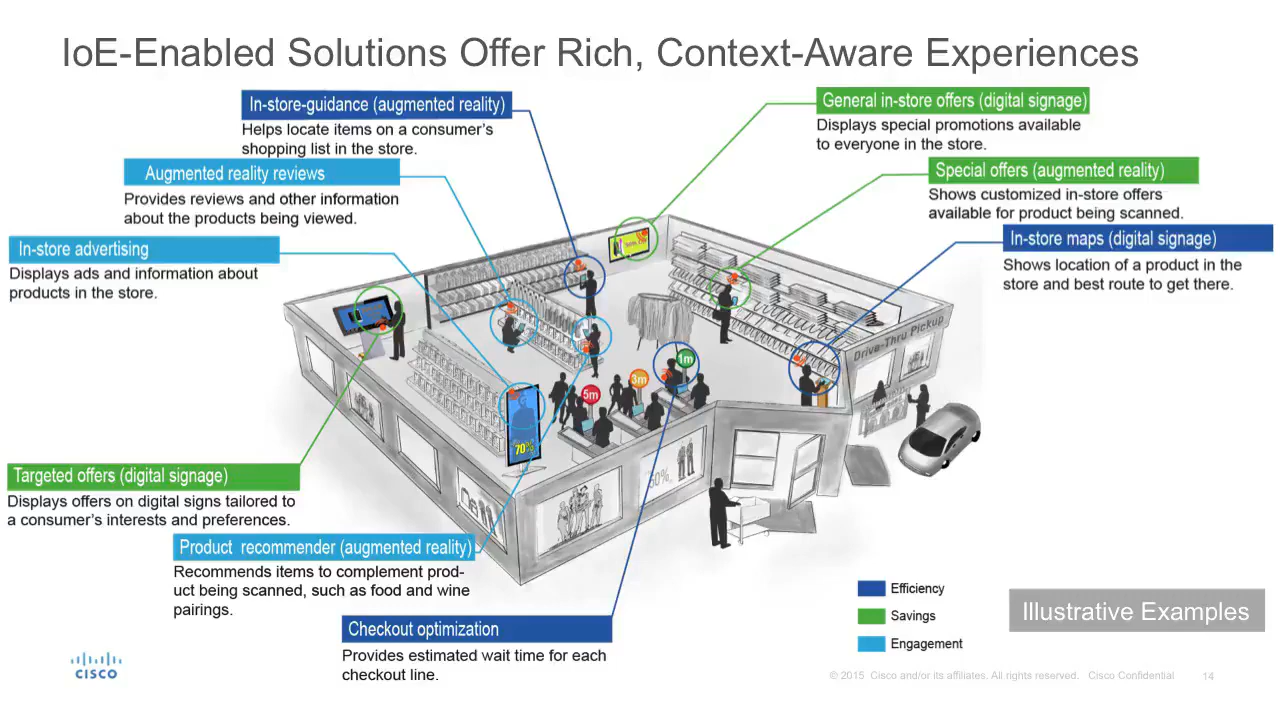 IoE-Enabled Solutions Offer Rich, Context-Aware Experiences
In-store-guidance (augmented reality)
Helps locate items on a consumer's
shopping list in the store.
Augmented reality reviews
Provides reviews and other information
about the products being viewed.
In-store advertising
Displays ads and information about
products in the store.
General in-store offers (digital signage)
Displays special promotions available
to everyone in the store.
Special offers (augmented reality)
Shows customized in-store offers
available for product being scanned.
In-store maps (digital signage)
Shows location of a product in the
store and best route to get there.
Drive-Thru Pickup
1m
3m
5m
70%
50%
Targeted offers (digital signage)
Displays offers on digital signs tailored to
a consumer's interests and preferences.
Product recommender (augmented reality)
Recommends items to complement prod-
uct being scanned, such as food and wine
pairings.
Checkout optimization
Provides estimated wait time for each
checkout line.
Efficiency
Savings
Engagement
Illustrative Examples
CISCO
© 2015 Cisco and/or its affiliates. All rights reserved. Cisco Confidential
14